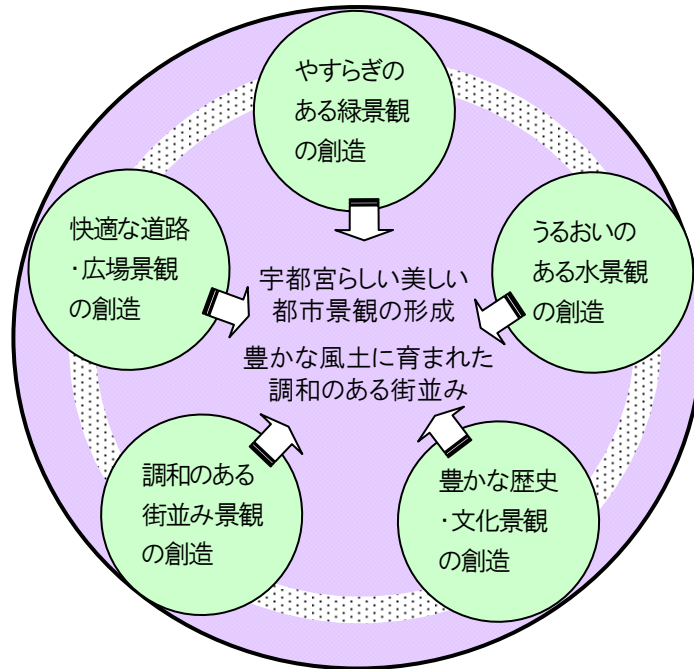 やすらぎの
ある緑景観
の創造
快適な道路
・広場景観
の創造
うるおいの
ある水景観
の創造
宇都宮らしい美しい
都市景観の形成
豊かな風土に育まれた
調和のある街並み
調和のある
街並み景観
の創造
豊かな歴史
・文化景観
の創造